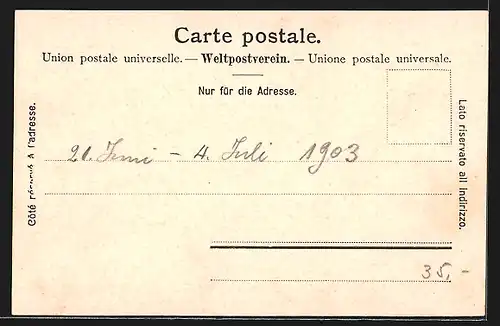 Carte postale.
Union postale universelle. — Weltpostverein. — Unione postale universale.
Nur für die Adresse.
Côté réservé à l'adresse.
Lato riservato all indirizzo.
21. Juni - 4. Juli 1903
35,-